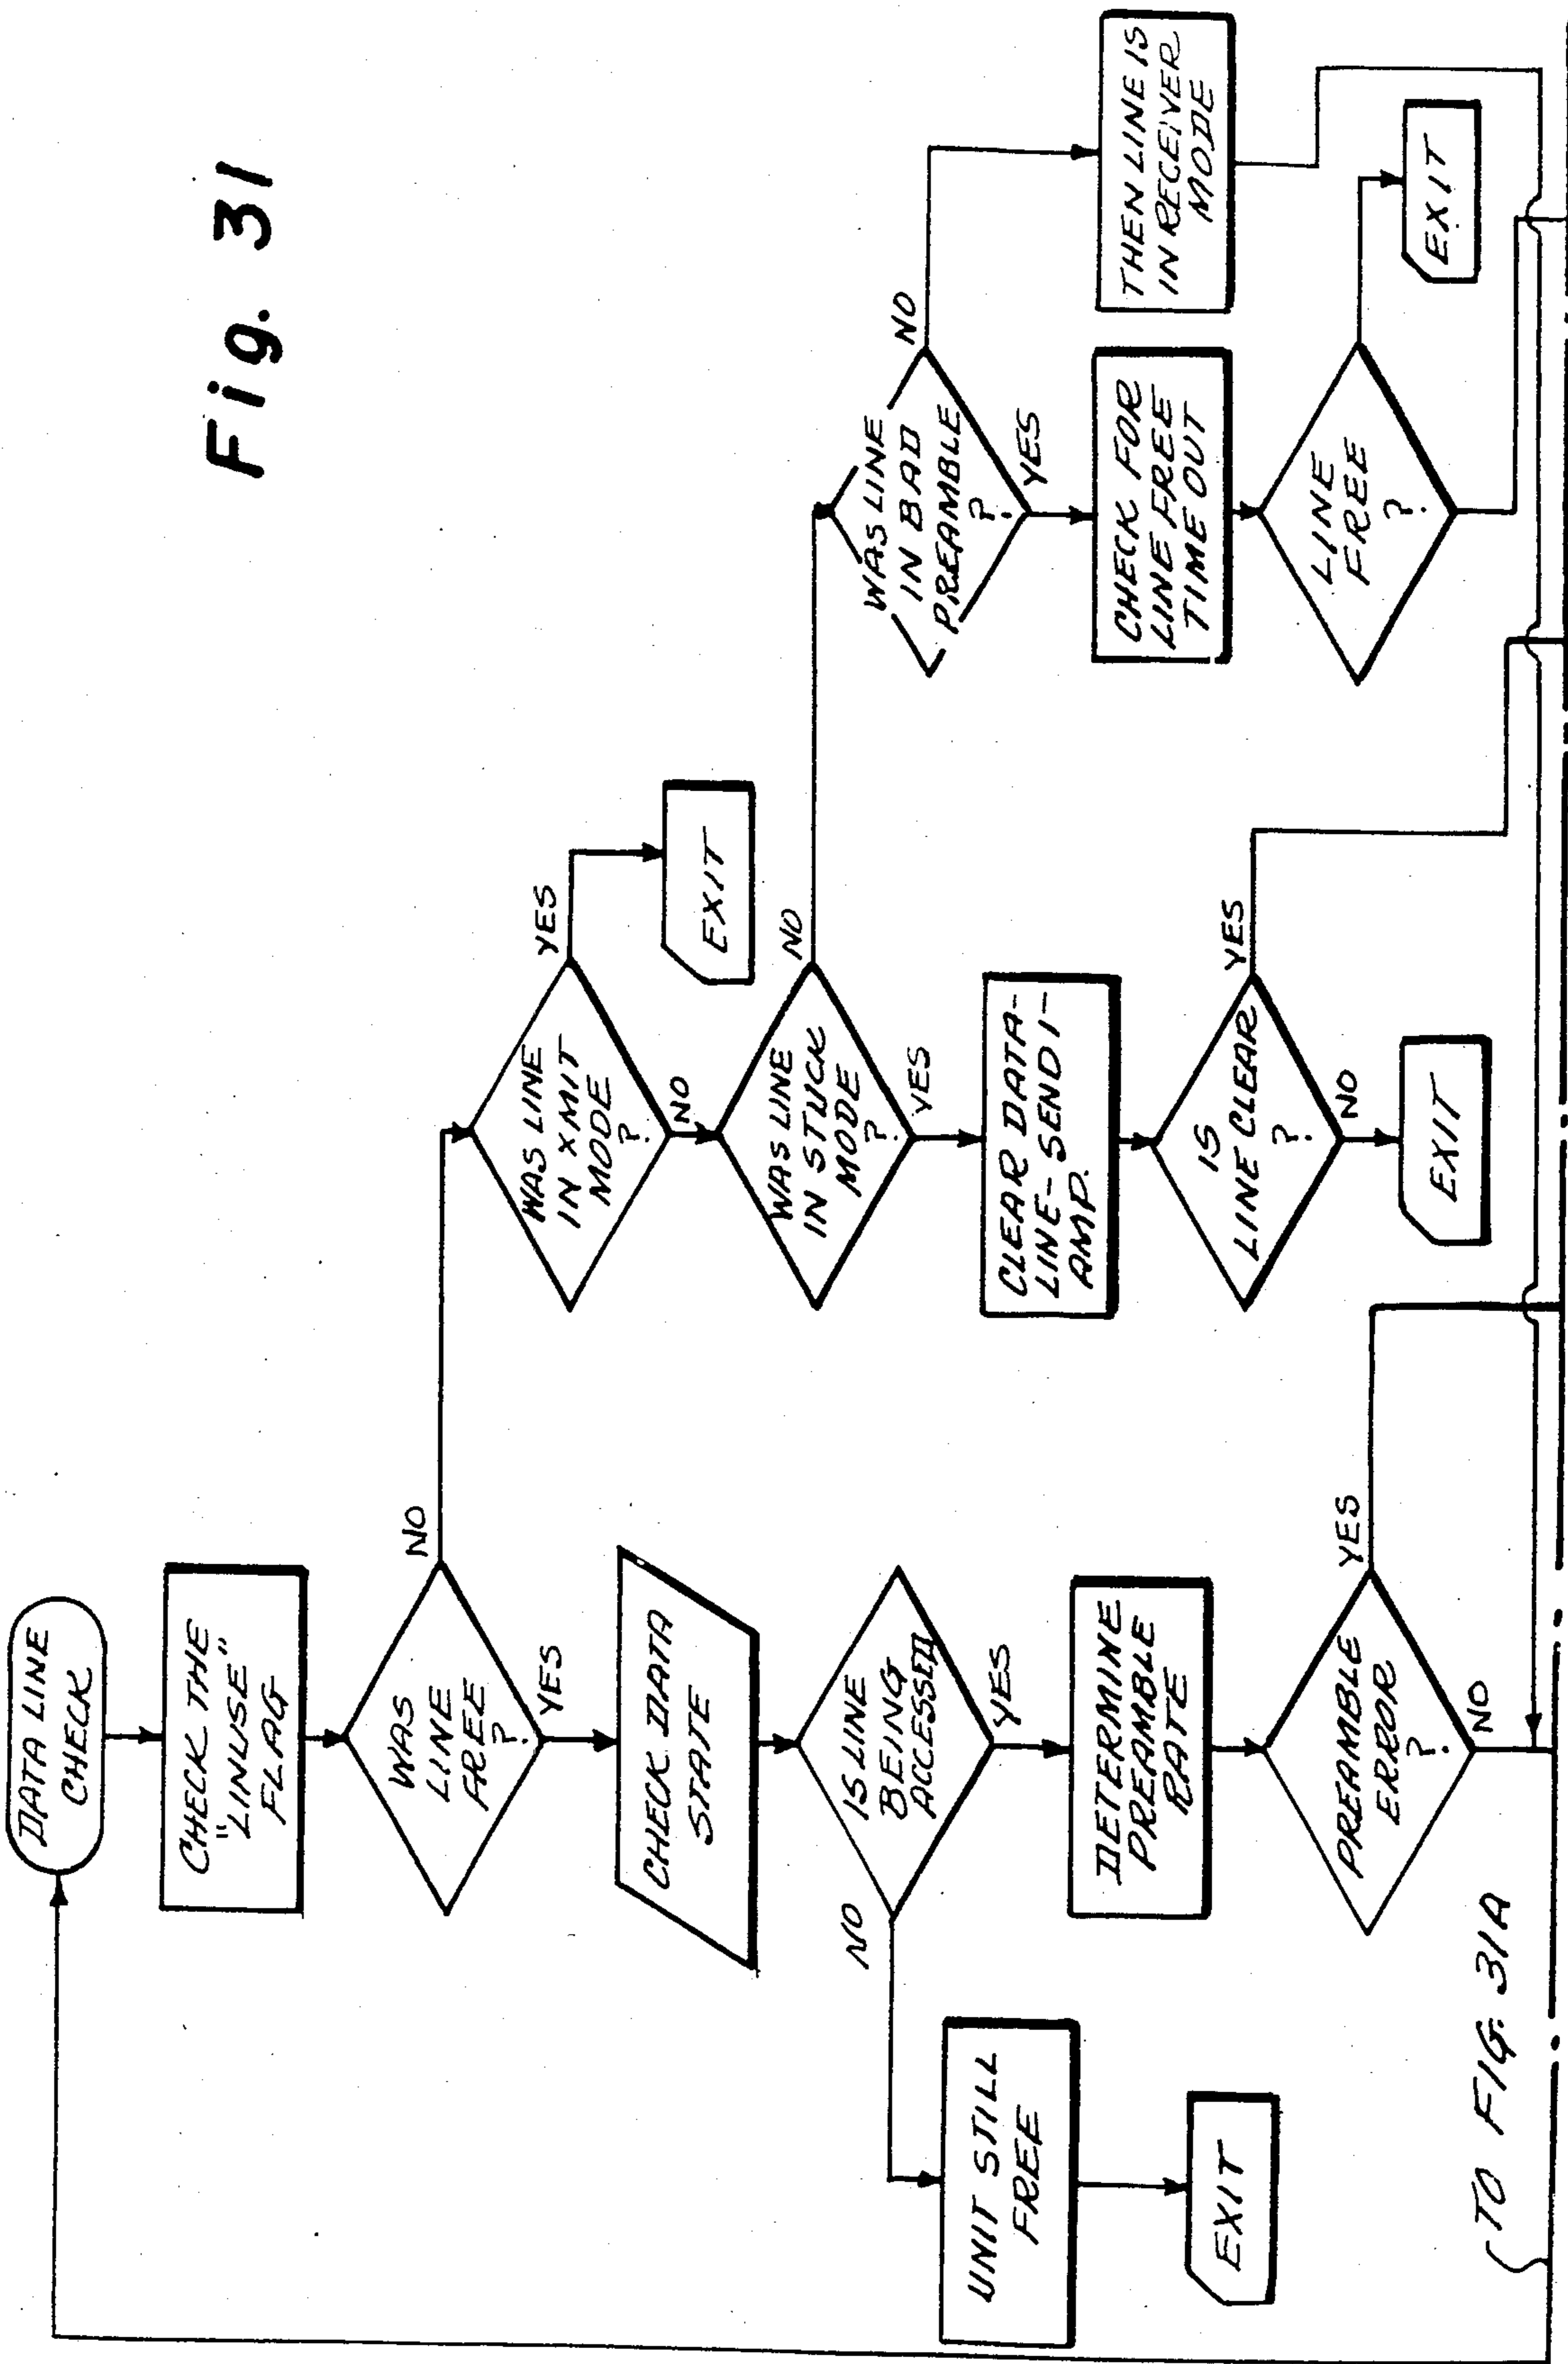 Fig. 31
DATA LINE
CHECK
CHECK THE
"LINUSE"
FLAG
WAS
LINE
FREE
?
NO
YES
CHECK DATA
STATE
IS LINE
BEING
ACCESSED
NO
YES
UNIT STILL
FREE
EXIT
DETERMINE
PREAMBLE
RATE
PREAMBLE
ERROR
?
YES
NO
WAS LINE
IN XMIT
MODE
?
YES
EXIT
NO
WAS LINE
IN STUCK
MODE
?
NO
YES
CLEAR DATA-
LINE-SEND 1-
AMP.
IS
LINE CLEAR
?
YES
NO
EXIT
WAS LINE
IN BAD
PREAMBLE
?
NO
YES
CHECK FOR
LINE FREE
TIME OUT
LINE
FREE
?
EXIT
THEN LINE IS
IN RECEIVER
MODE
TO FIG. 31A